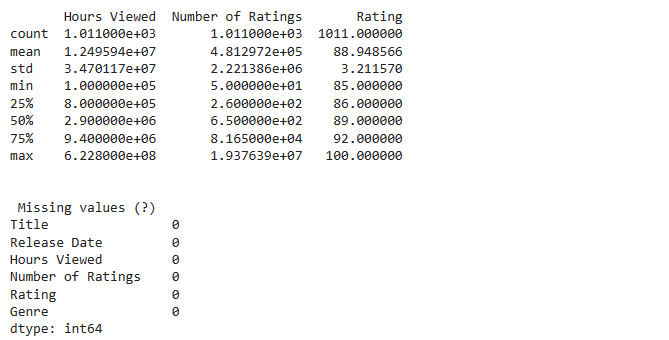 Hours Viewed  Number of Ratings       Rating
count  1.011000e+03       1.011000e+03  1011.000000
mean   1.249594e+07       4.812972e+05    88.948566
std    3.470117e+07       2.221386e+06     3.211570
min    1.000000e+05       5.000000e+01    85.000000
25%    8.000000e+05       2.600000e+02    86.000000
50%    2.900000e+06       6.500000e+02    89.000000
75%    9.400000e+06       8.165000e+04    92.000000
max    6.228000e+08       1.937639e+07   100.000000
Missing values (?)
Title                0
Release Date         0
Hours Viewed         0
Number of Ratings    0
Rating               0
Genre                0
dtype: int64